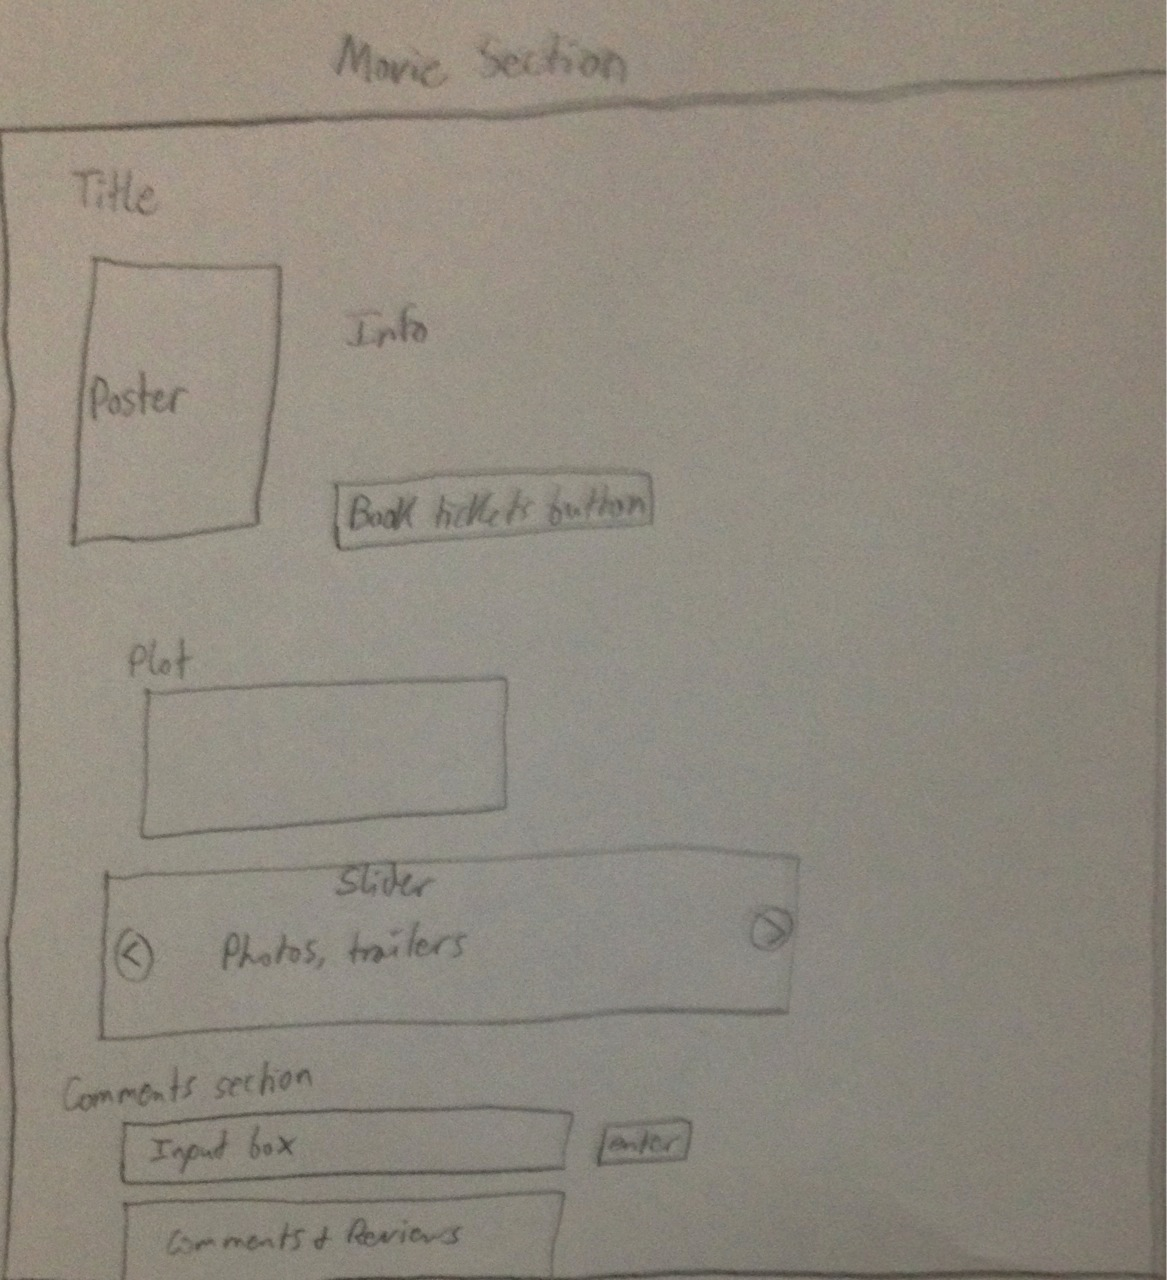 Movie Section
Title
Poster
Info
Book tickets button
Plot
Slider
<
Photos, trailers
>
Comments section
Input box
enter
Comments & Reviews